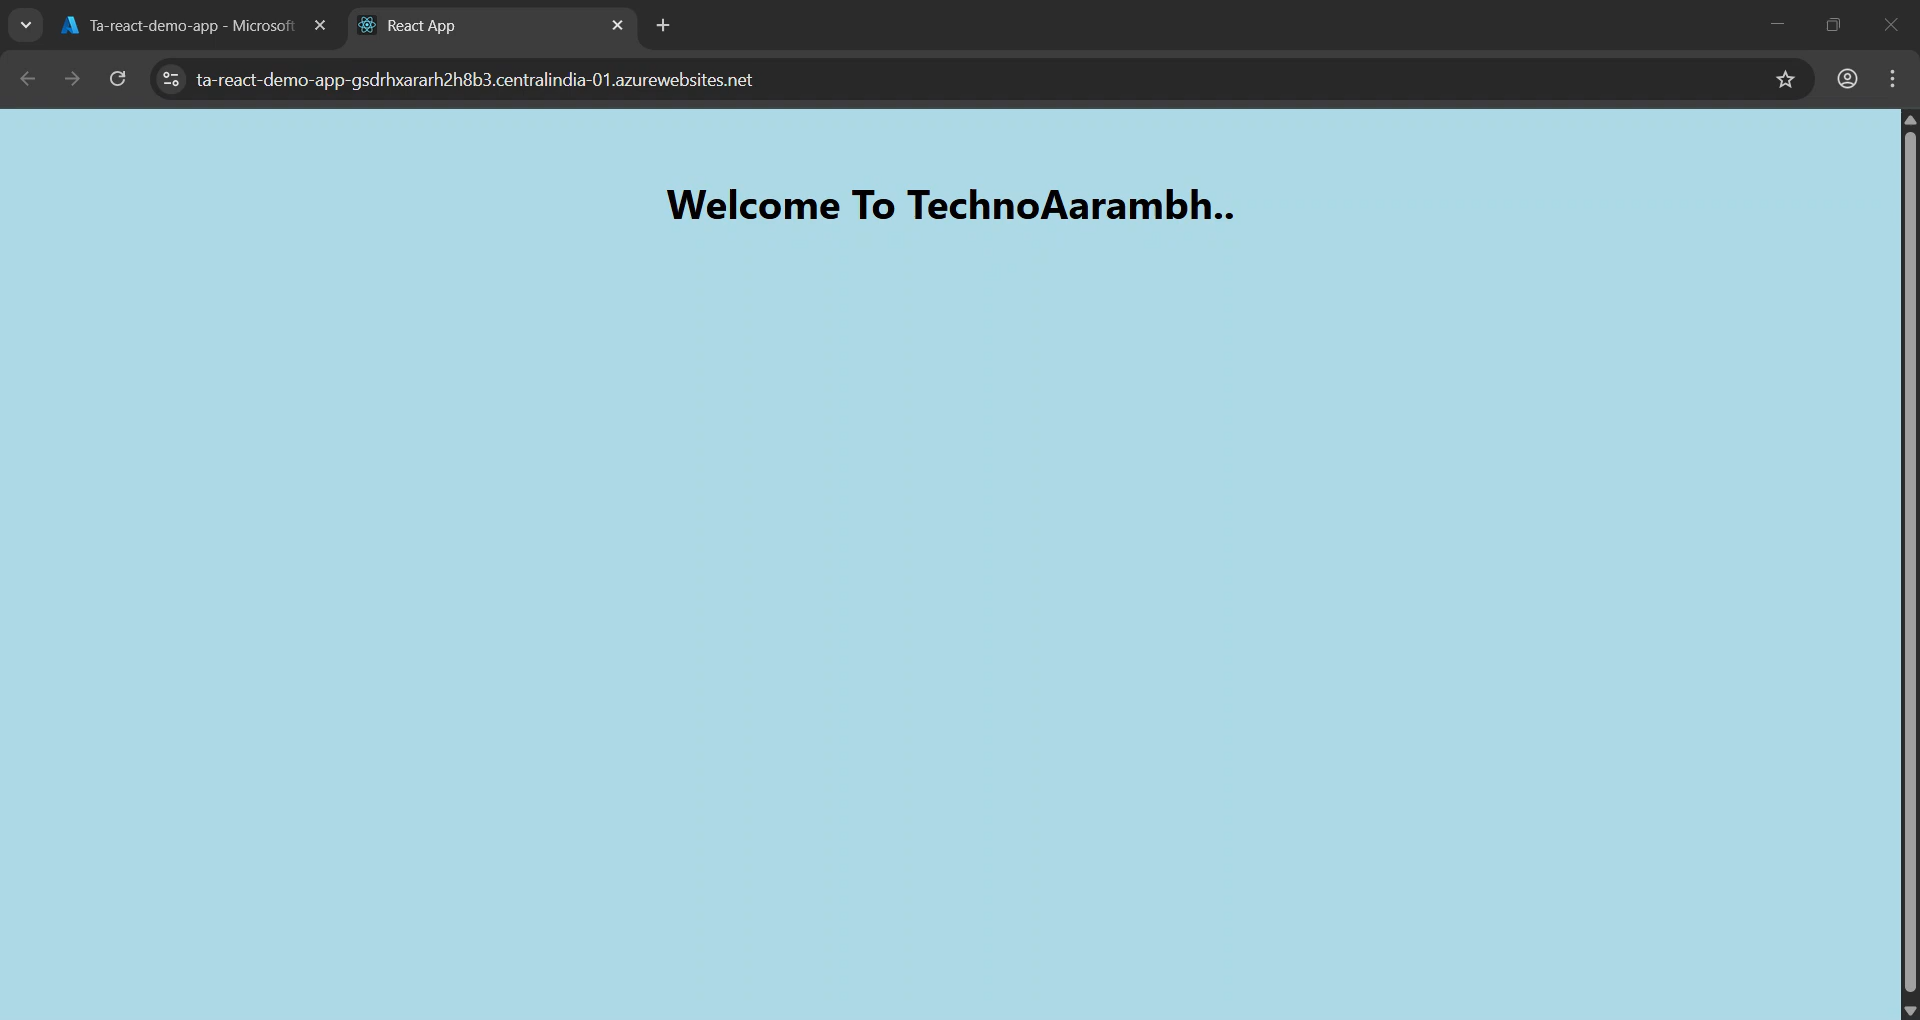 Ta-react-demo-app - Microsoft
React App
ta-react-demo-app-gsdrhxararh2h8b3.centralindia-01.azurewebsites.net
Welcome To TechnoAarambh..